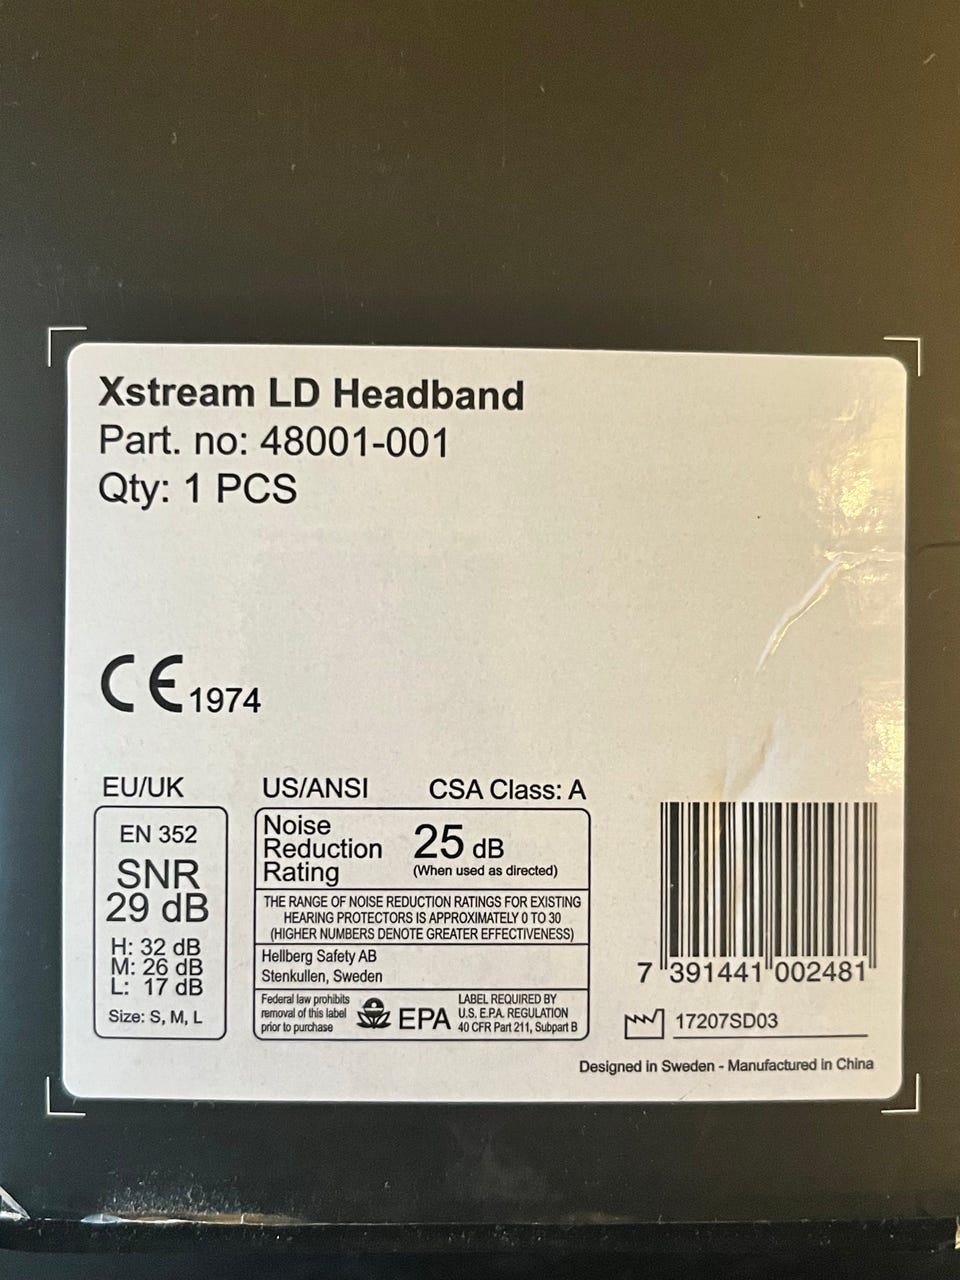 Xstream LD Headband
Part. no: 48001-001
Qty: 1 PCS
CE 1974
EU/UK
EN 352
SNR
29 dB
H: 32 dB
M: 26 dB
L: 17 dB
Size: S, M, L
US/ANSI
CSA Class: A
Noise
Reduction
Rating
25 dB
(When used as directed)
THE RANGE OF NOISE REDUCTION RATINGS FOR EXISTING
HEARING PROTECTORS IS APPROXIMATELY 0 TO 30
(HIGHER NUMBERS DENOTE GREATER EFFECTIVENESS)
Hellberg Safety AB
Stenkullen, Sweden
Federal law prohibits
removal of this label
prior to purchase
EPA
LABEL REQUIRED BY
U.S. E.P.A. REGULATION
40 CFR Part 211, Subpart B
7 391441 002481
17207SD03
Designed in Sweden - Manufactured in China